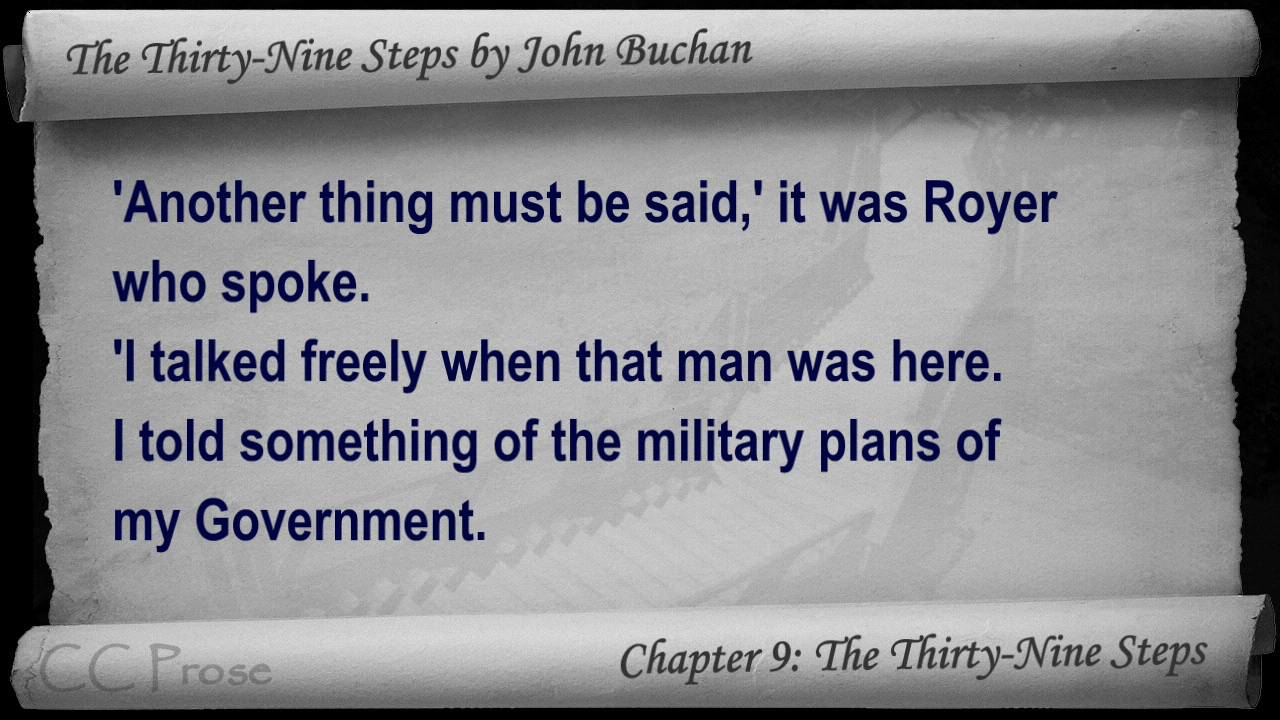 The Thirty-Nine Steps by John Buchan
'Another thing must be said,' it was Royer
who spoke.
'I talked freely when that man was here.
I told something of the military plans of
my Government.
CC Prose
Chapter 9: The Thirty-Nine Steps